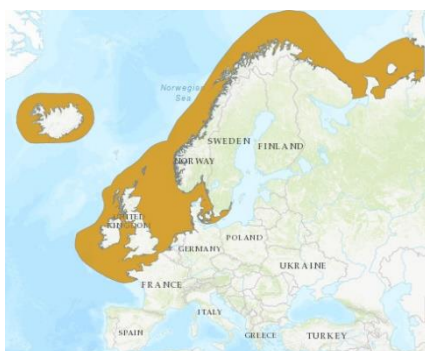 Norwegian
Sea
SWEDEN
FINLAND
NORWAY
UNITED
KINGDOM
POLAND
GERMANY
UKRAINE
FRANCE
ITALY
SPAIN
GREECE
TURKEY